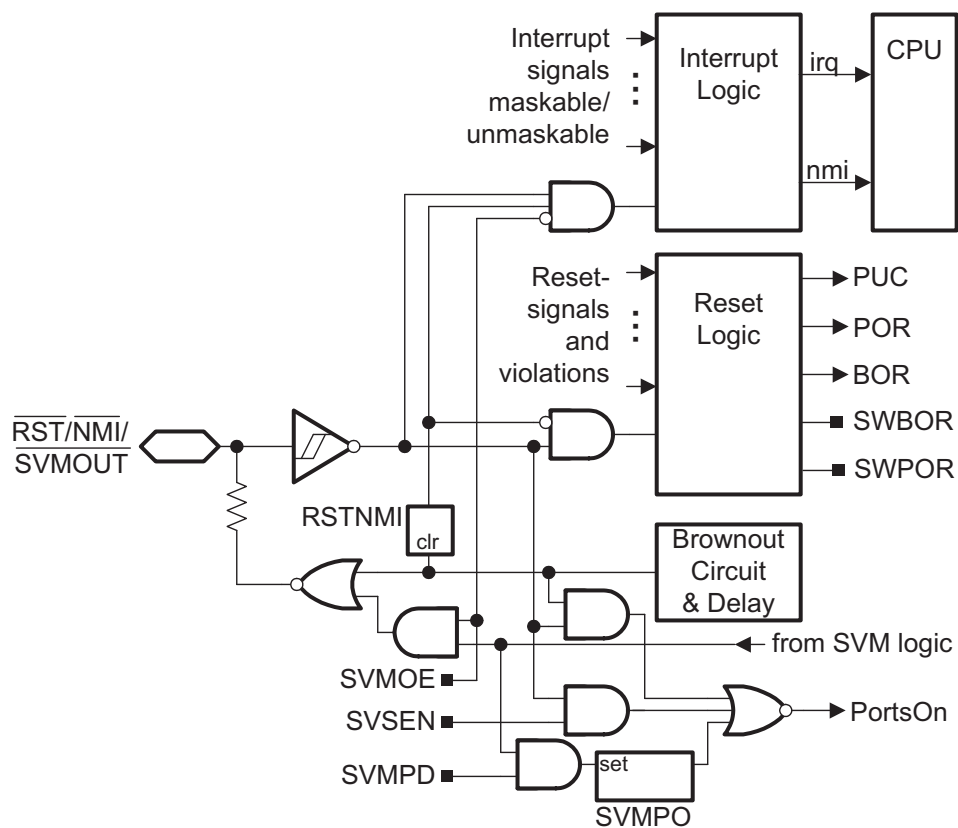 Interrupt
signals
maskable/
unmaskable
Interrupt
Logic
irq
nmi
CPU
Reset-
signals
and
violations
Reset
Logic
PUC
POR
BOR
SWBOR
SWPOR
RST/NMI/
SVMOUT
RSTNMI
clr
Brownout
Circuit
& Delay
from SVM logic
SVMOE
SVSEN
SVMPD
set
SVMPO
PortsOn